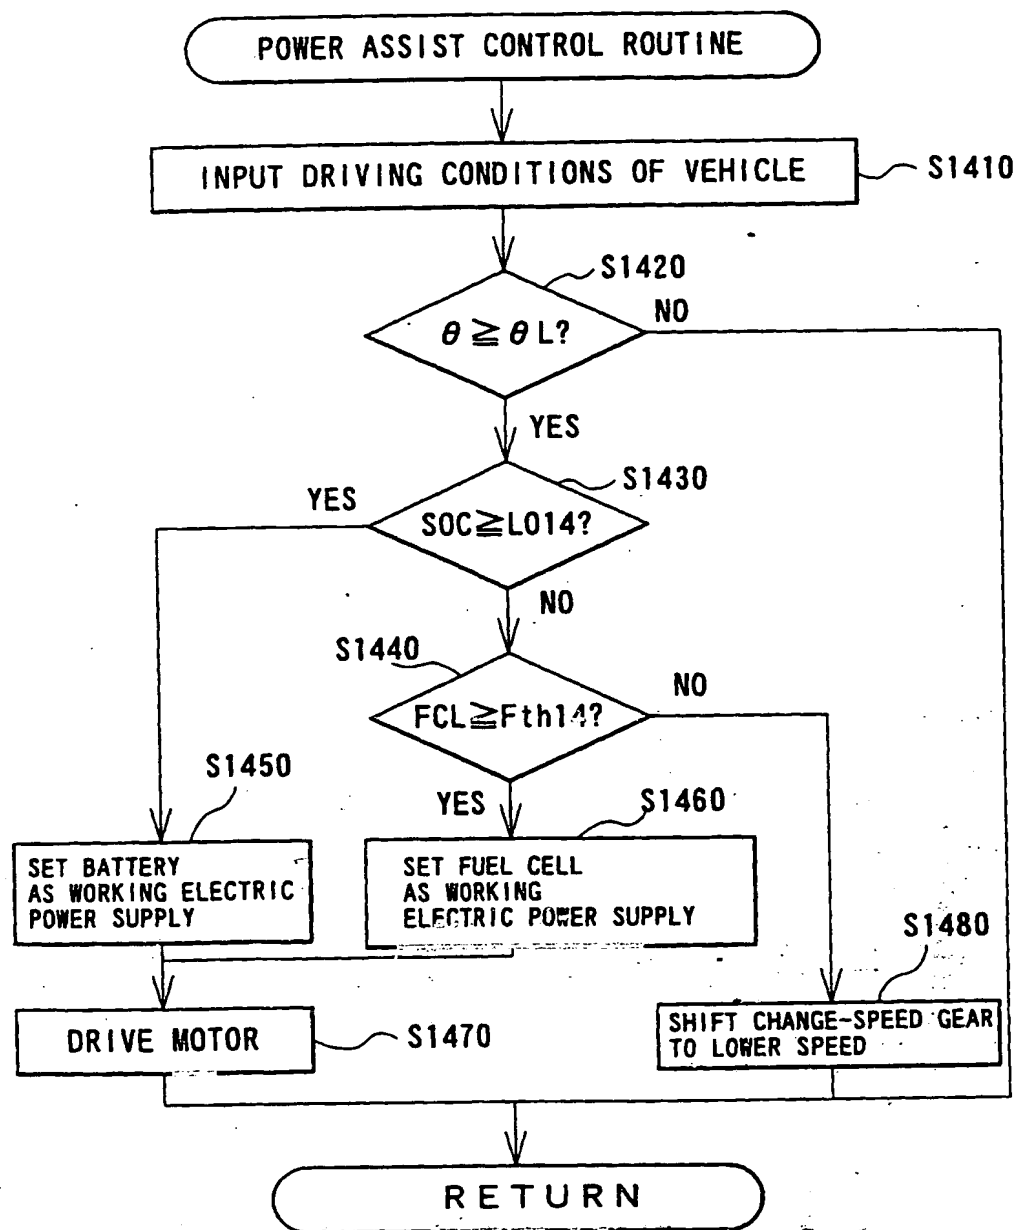 POWER ASSIST CONTROL ROUTINE
INPUT DRIVING CONDITIONS OF VEHICLE
S1410
S1420
θ ≧ θL?
NO
YES
S1430
YES
SOC≧LO14?
NO
S1440
NO
FCL≧Fth14?
S1450
YES
S1460
SET BATTERY
AS WORKING ELECTRIC
POWER SUPPLY
SET FUEL CELL
AS WORKING
ELECTRIC POWER SUPPLY
S1480
DRIVE MOTOR
S1470
SHIFT CHANGE-SPEED GEAR
TO LOWER SPEED
RETURN